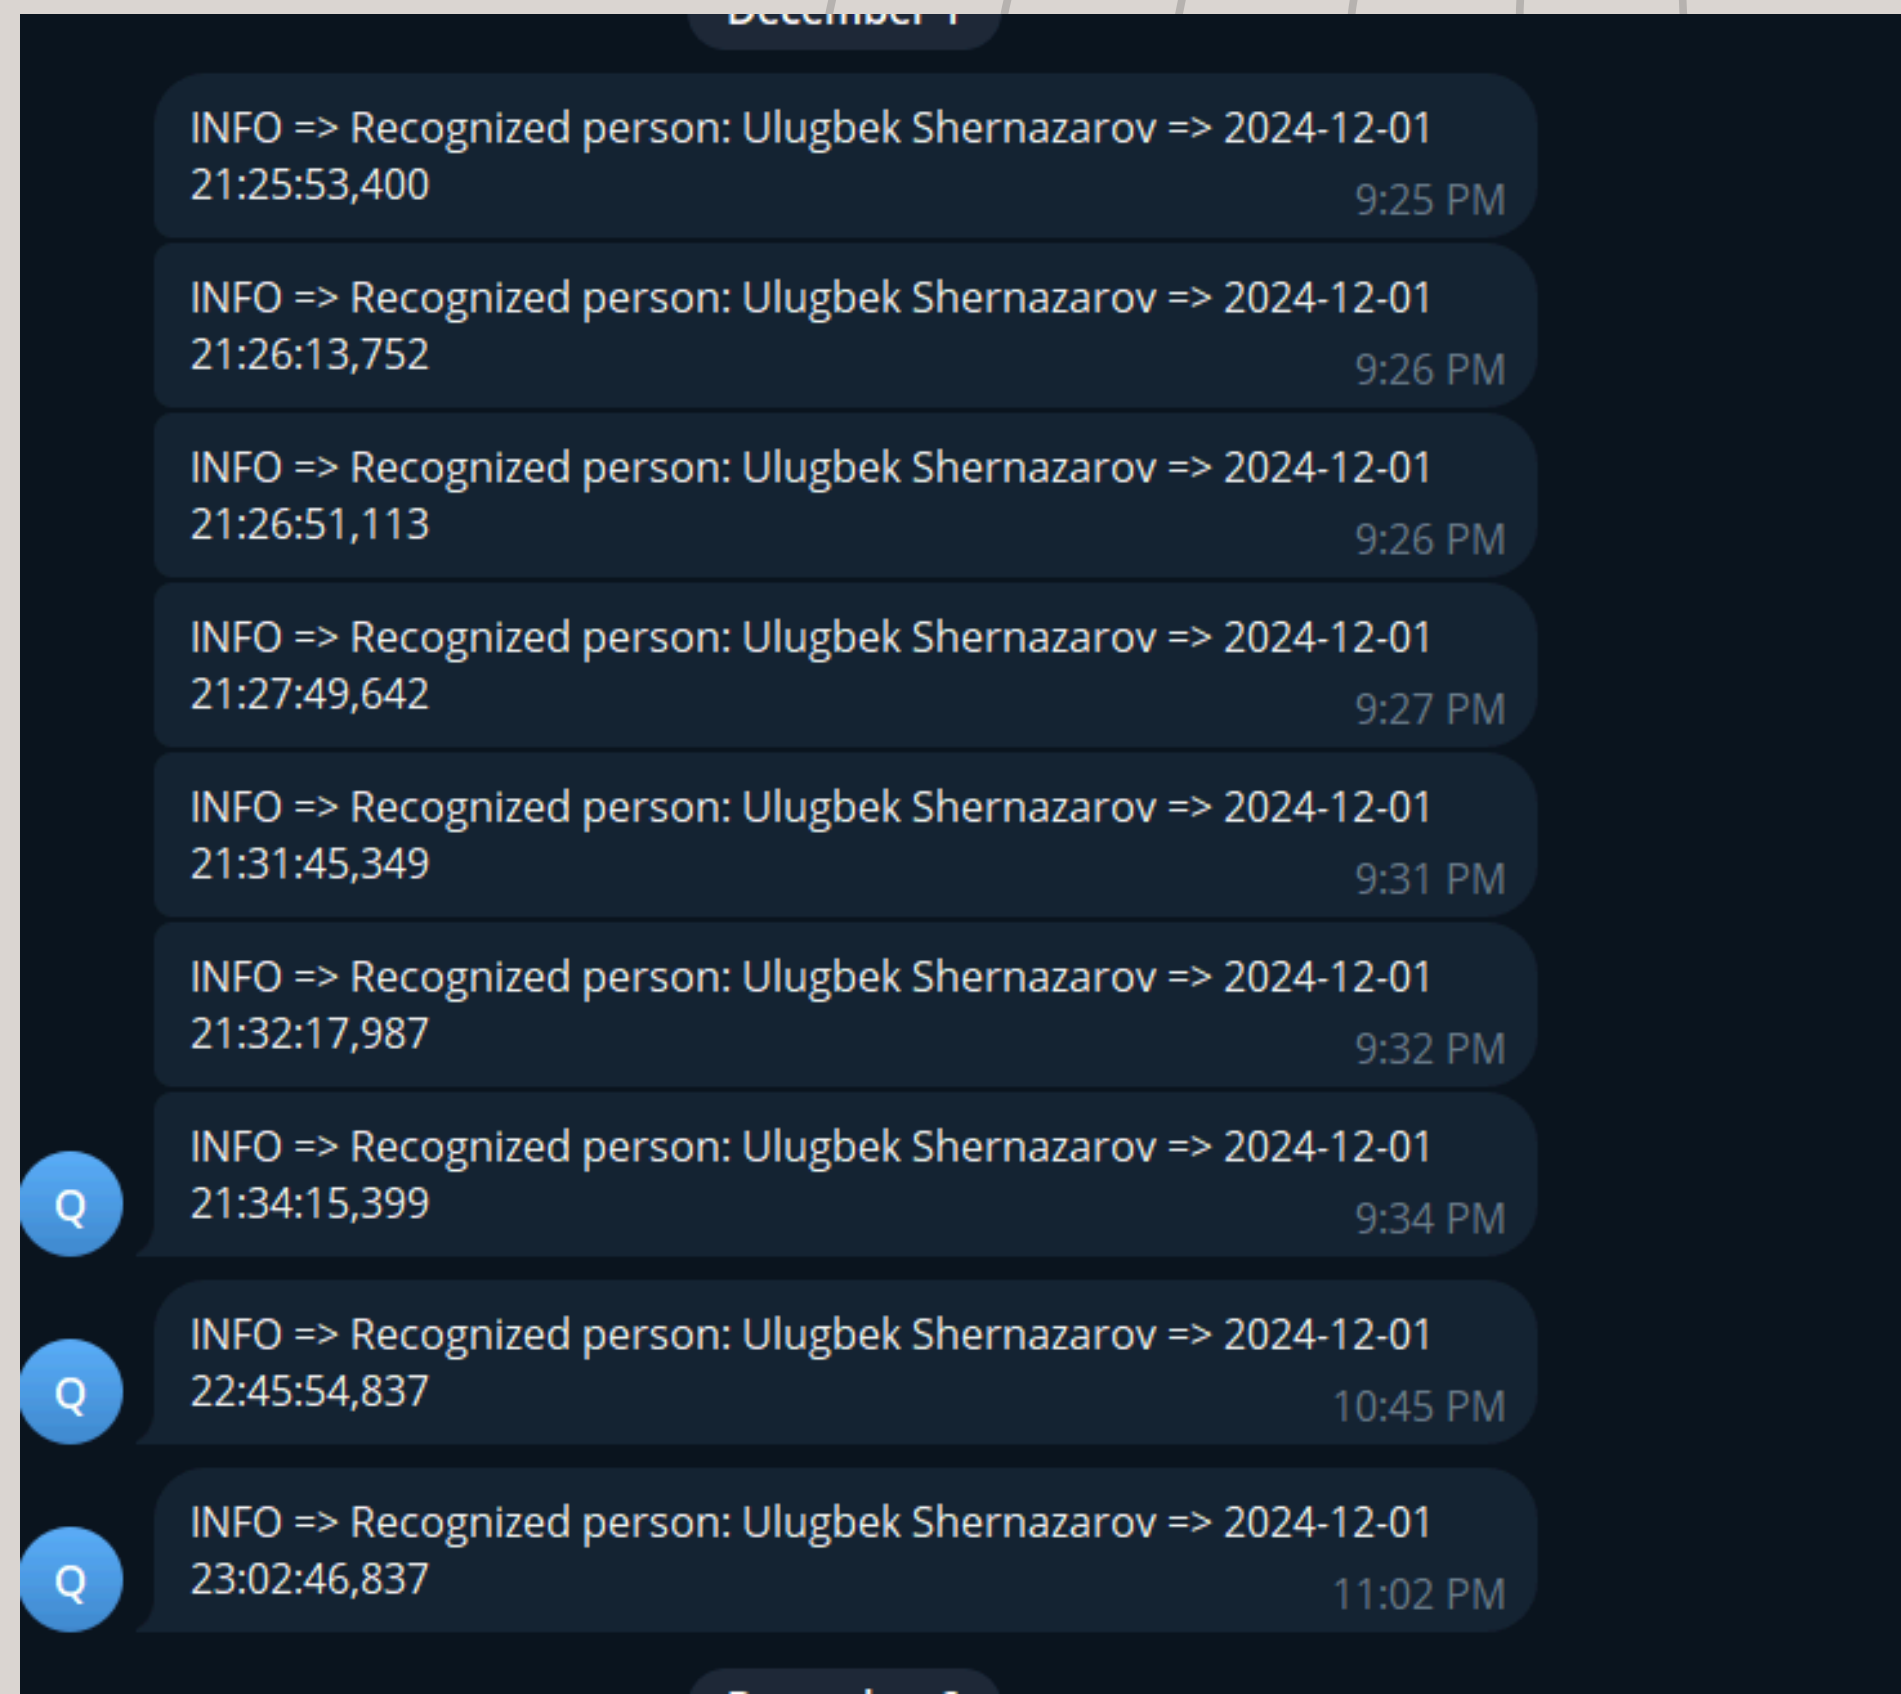 December 1
INFO => Recognized person: Ulugbek Shernazarov => 2024-12-01
21:25:53,400
9:25 PM
INFO => Recognized person: Ulugbek Shernazarov => 2024-12-01
21:26:13,752
9:26 PM
INFO => Recognized person: Ulugbek Shernazarov => 2024-12-01
21:26:51,113
9:26 PM
INFO => Recognized person: Ulugbek Shernazarov => 2024-12-01
21:27:49,642
9:27 PM
INFO => Recognized person: Ulugbek Shernazarov => 2024-12-01
21:31:45,349
9:31 PM
INFO => Recognized person: Ulugbek Shernazarov => 2024-12-01
21:32:17,987
9:32 PM
INFO => Recognized person: Ulugbek Shernazarov => 2024-12-01
21:34:15,399
9:34 PM
Q
INFO => Recognized person: Ulugbek Shernazarov => 2024-12-01
22:45:54,837
10:45 PM
Q
INFO => Recognized person: Ulugbek Shernazarov => 2024-12-01
23:02:46,837
11:02 PM
Q